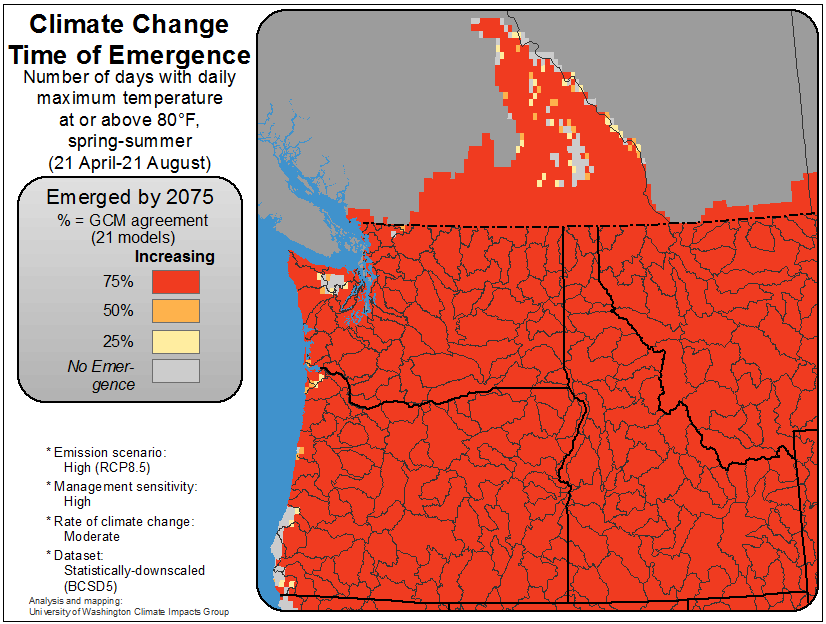 Climate Change
Time of Emergence
Number of days with daily
maximum temperature
at or above 80°F,
spring-summer
(21 April-21 August)
Emerged by 2075
% = GCM agreement
(21 models)
Increasing
75%
50%
25%
No Emer-
gence
* Emission scenario:
High (RCP8.5)
* Management sensitivity:
High
* Rate of climate change:
Moderate
* Dataset:
Statistically-downscaled
(BCSD5)
Analysis and mapping:
University of Washington Climate Impacts Group